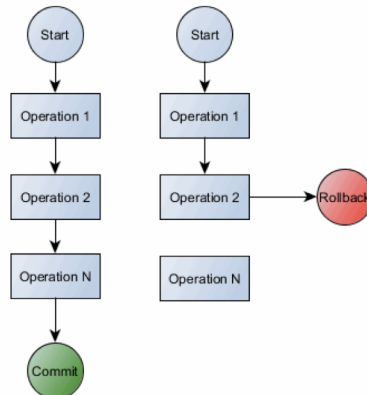 Start
Operation 1
Operation 2
Operation N
Commit
Start
Operation 1
Operation 2
Rollback
Operation N